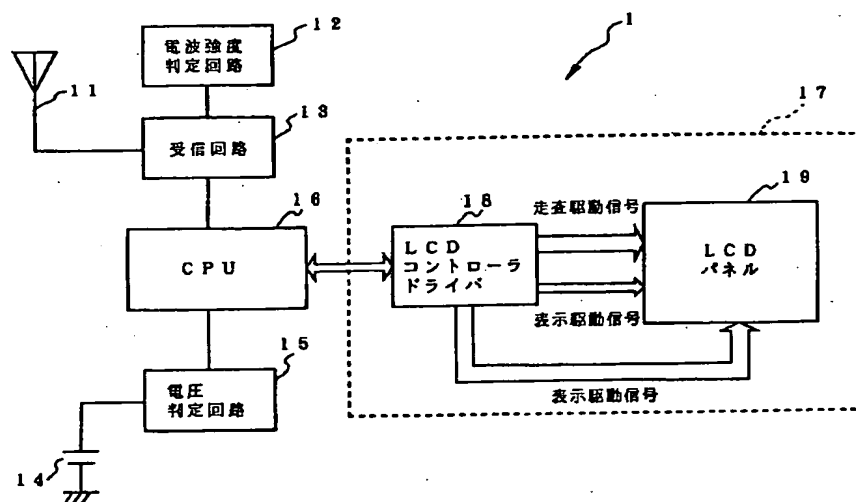 1
12
電波強度
判定回路
11
13
受信回路
17
16
CPU
18
LCD
コントローラ
ドライバ
走査駆動信号
19
LCD
パネル
表示駆動信号
表示駆動信号
15
電圧
判定回路
14